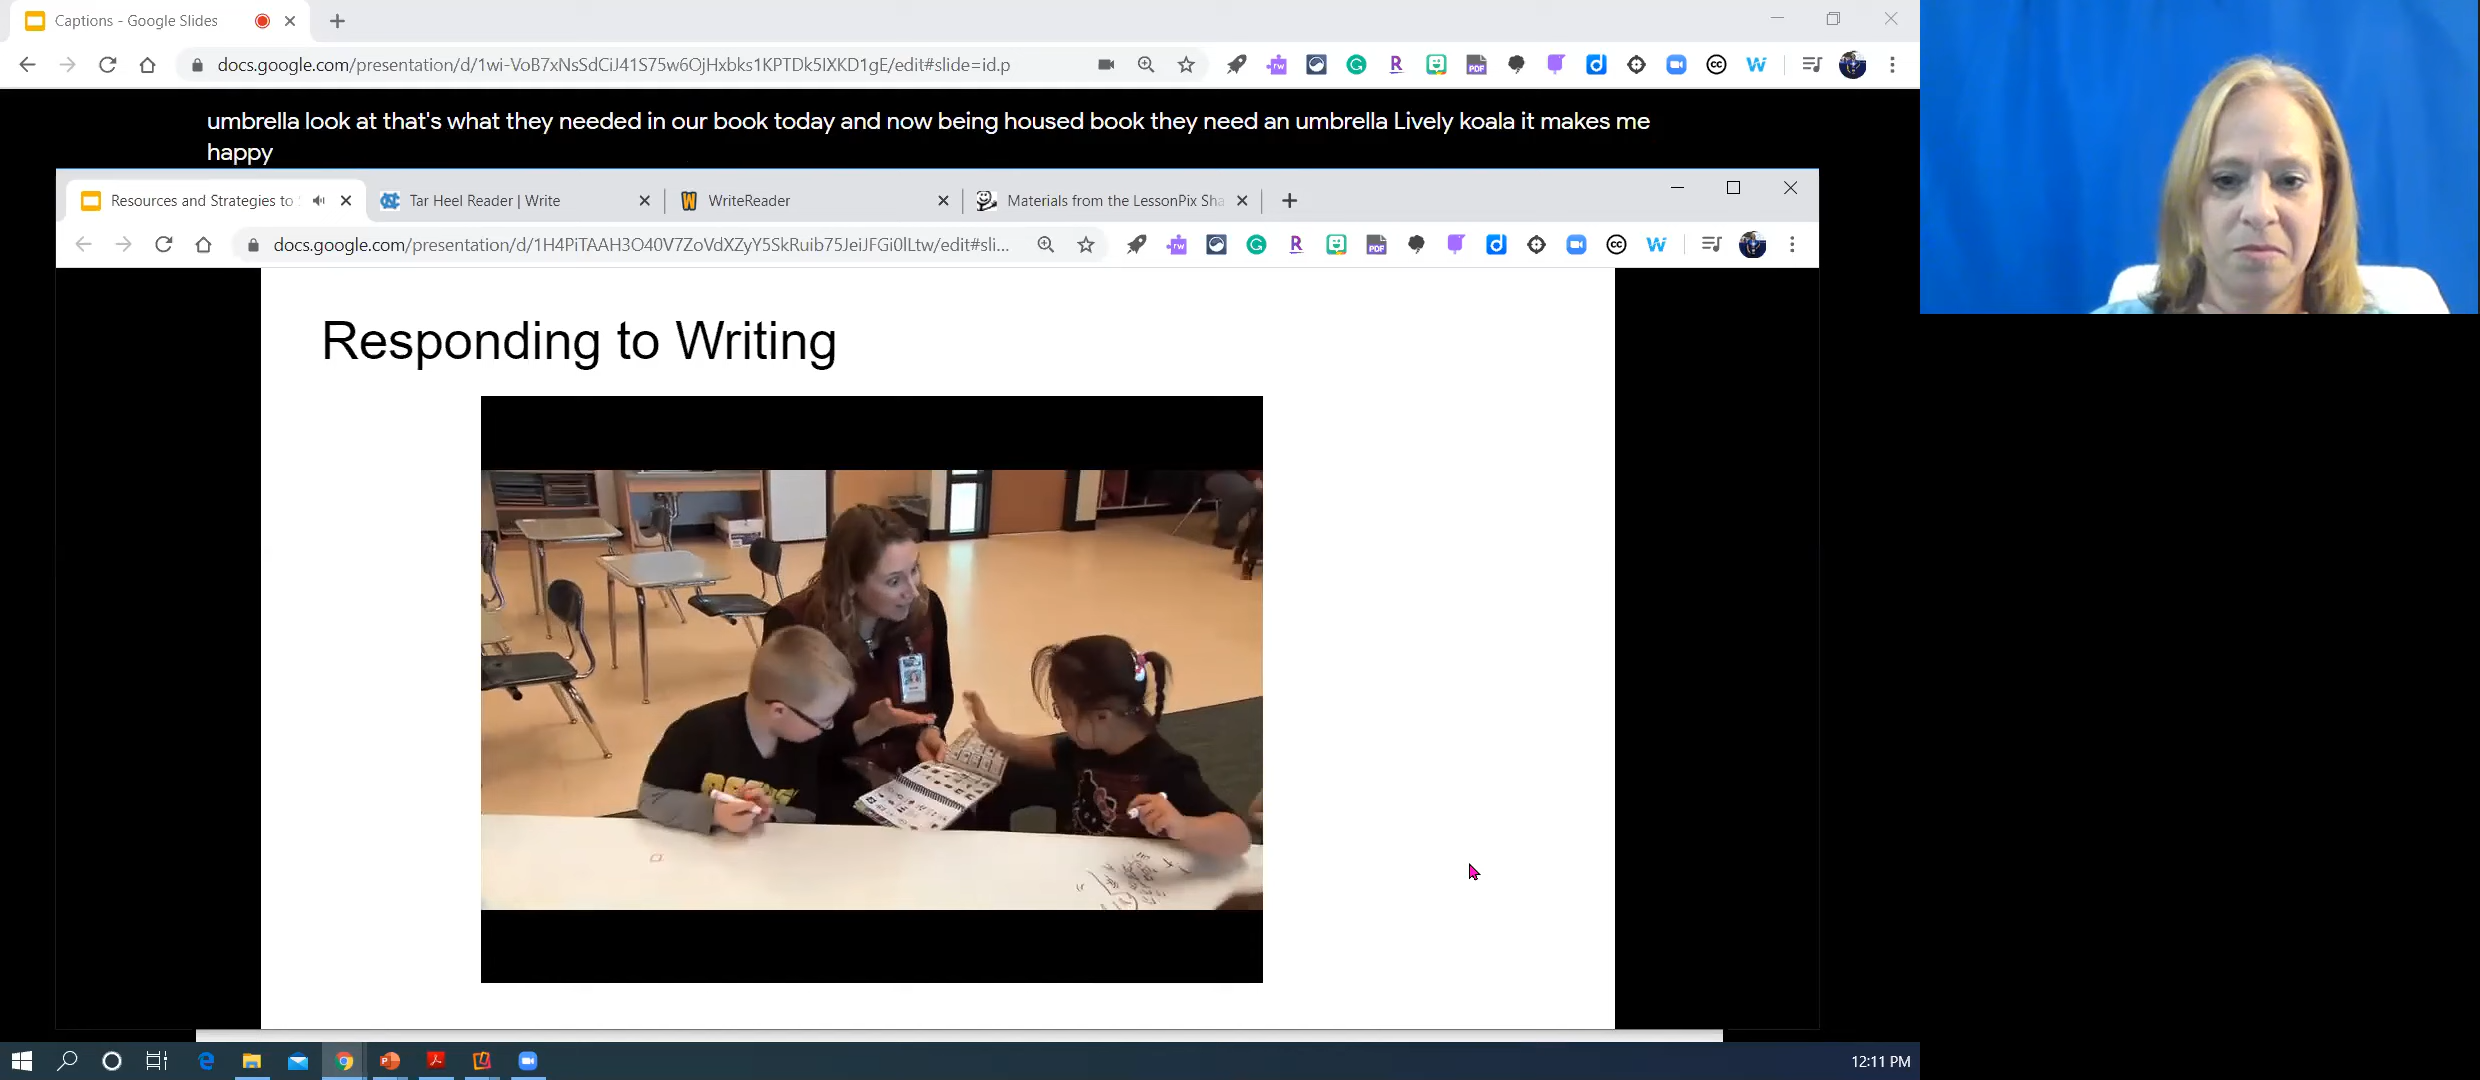 Captions - Google Slides
docs.google.com/presentation/d/1wi-VoB7xNsSdCiJ41S75w6OjHxbks1KPTDk5IXKD1gE/edit#slide=id.p
umbrella look at that's what they needed in our book today and now being housed book they need an umbrella Lively koala it makes me
happy
Resources and Strategies to
Tar Heel Reader | Write
WriteReader
Materials from the LessonPix Sha
docs.google.com/presentation/d/1H4PiTAAH3O40V7ZoVdXZyY5SkRuib75JeiJFGi0lLtw/edit#sli...
Responding to Writing
12:11 PM